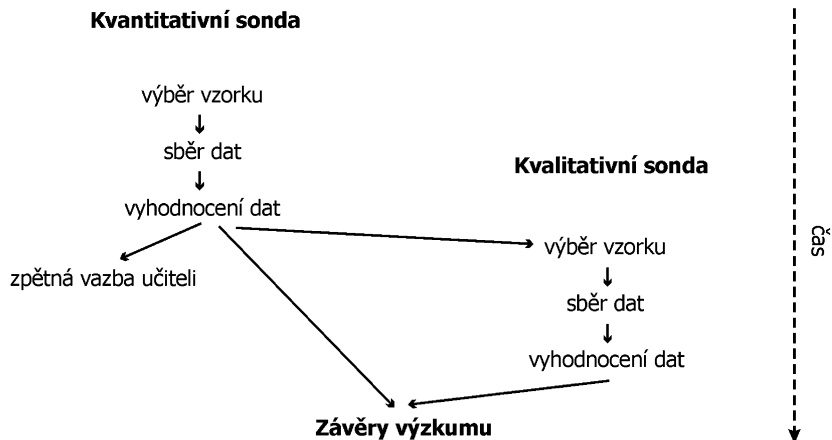 Kvantitativní sonda
výběr vzorku
sběr dat
vyhodnocení dat
zpětná vazba učiteli
Kvalitativní sonda
výběr vzorku
sběr dat
vyhodnocení dat
Závěry výzkumu
čas